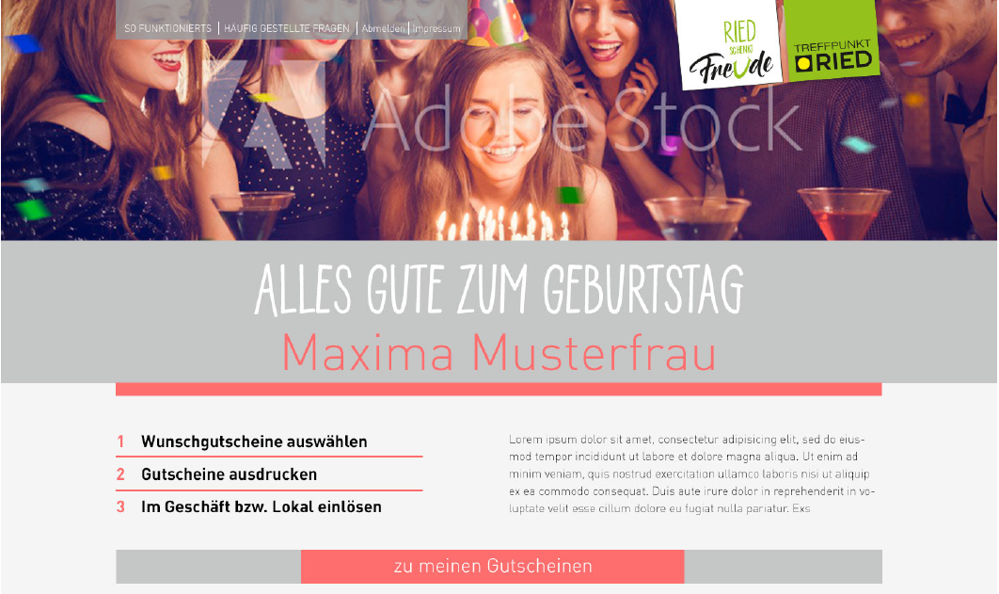 SO FUNKTIONIERTS | HÄUFIG GESTELLTE FRAGEN | Abmelden | Impressum
RIED
SCHENKT
Freude
TREFFPUNKT
RIED
Adobe Stock
ALLES GUTE ZUM GEBURTSTAG
Maxima Musterfrau
1 Wunschgutscheine auswählen
2 Gutscheine ausdrucken
3 Im Geschäft bzw. Lokal einlösen
Lorem ipsum dolor sit amet, consectetur adipisicing elit, sed do eius-
mod tempor incididunt ut labore et dolore magna aliqua. Ut enim ad
minim veniam, quis nostrud exercitation ullamco laboris nisi ut aliquip
ex ea commodo consequat. Duis aute irure dolor in reprehenderit in vo-
luptate velit esse cillum dolore eu fugiat nulla pariatur. Exs
zu meinen Gutscheinen